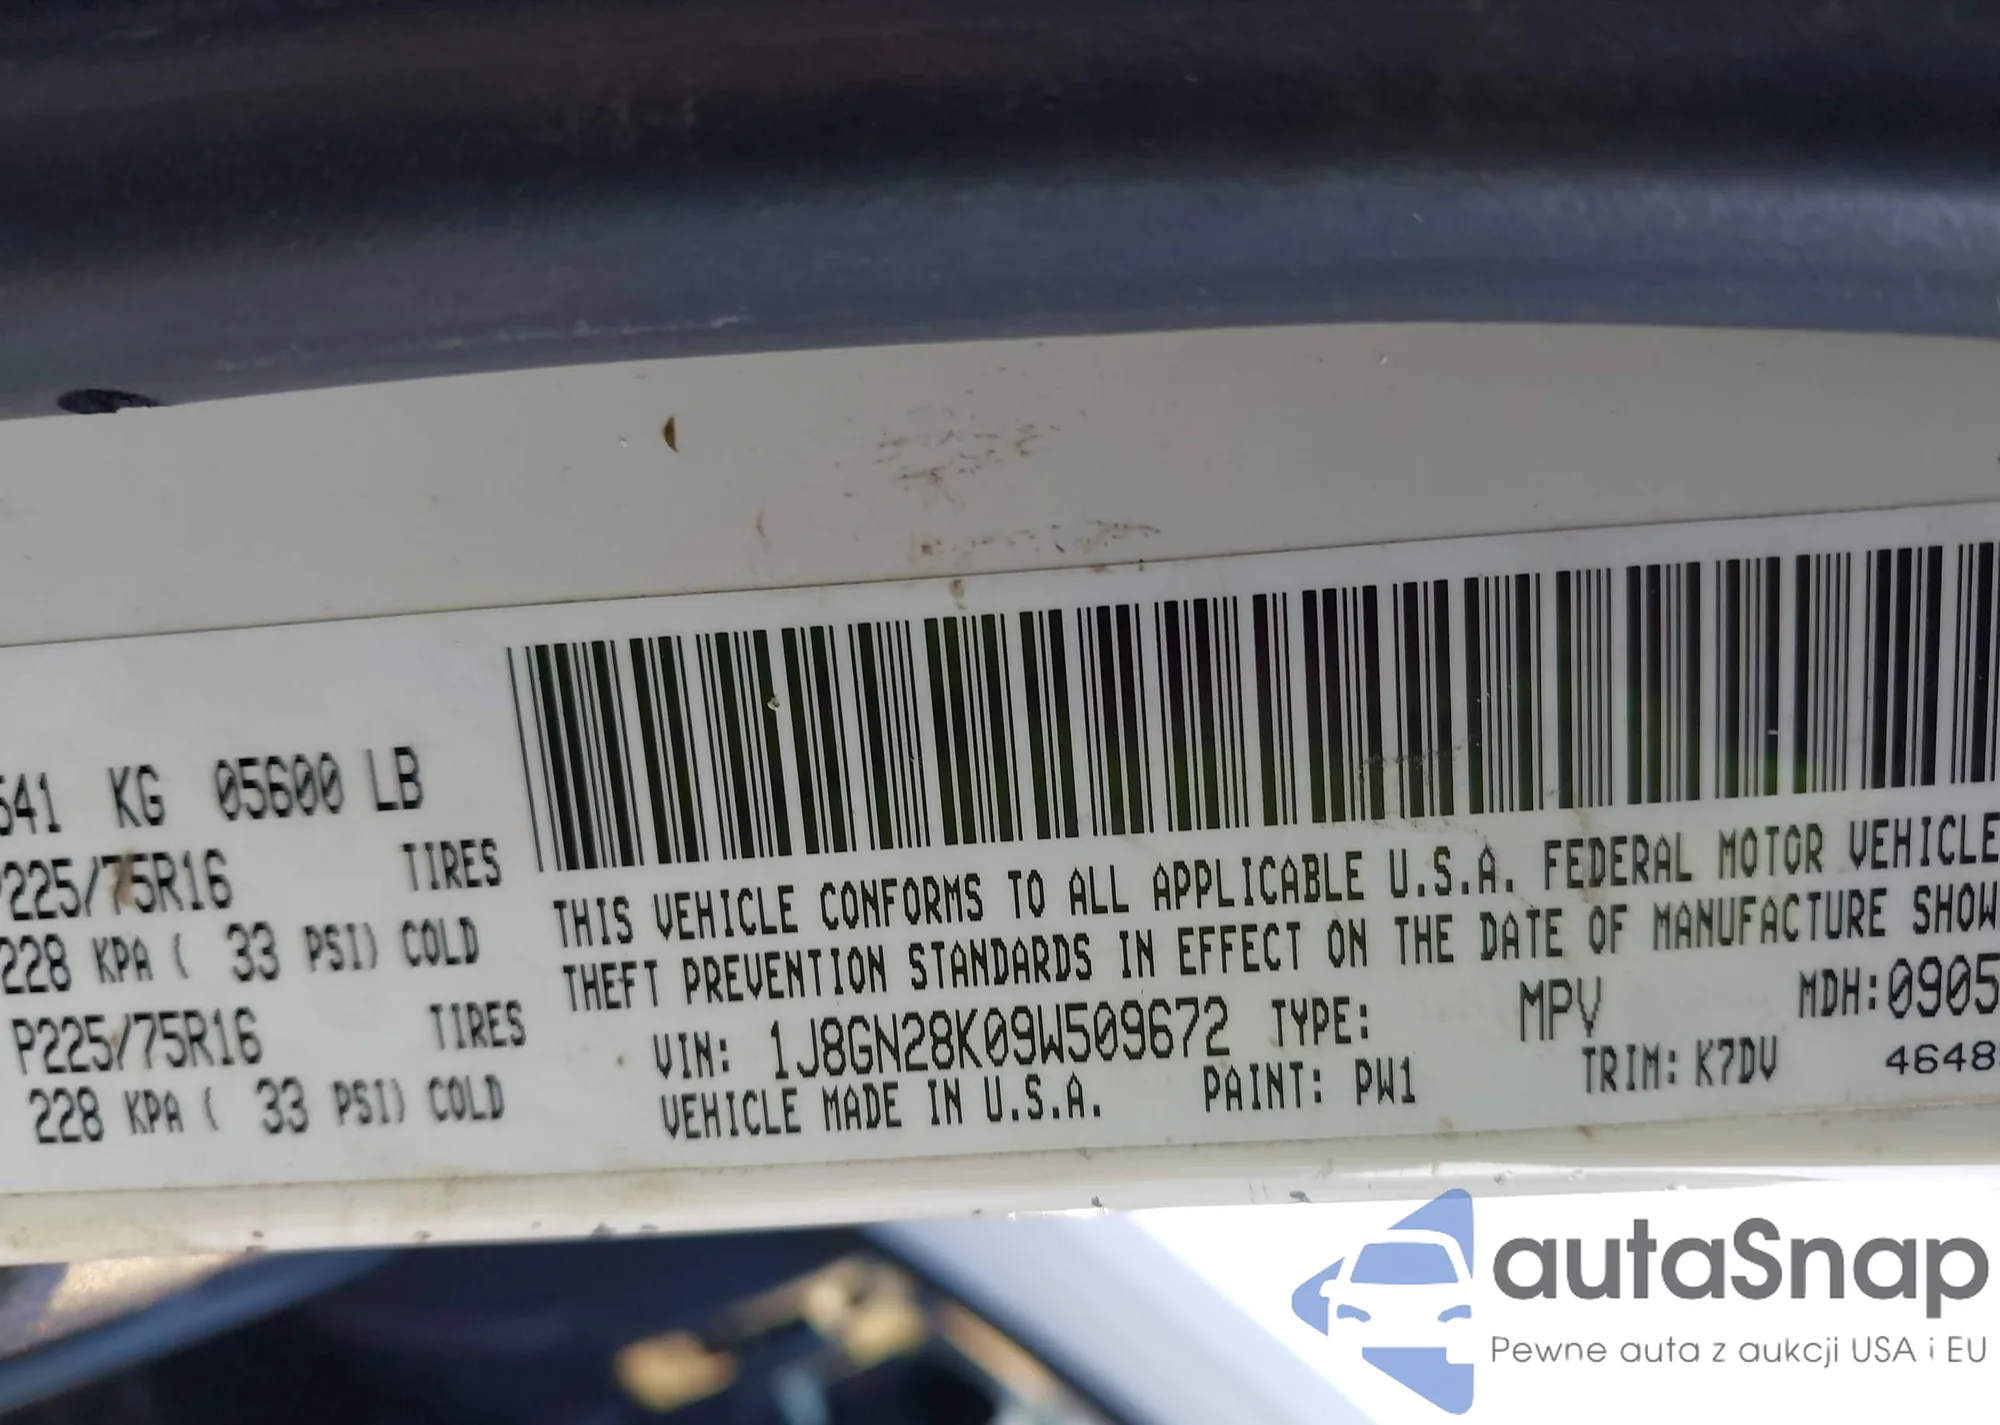 541 KG 05600 LB
P225/75R16 TIRES
228 KPA ( 33 PSI) COLD
P225/75R16 TIRES
228 KPA ( 33 PSI) COLD
THIS VEHICLE CONFORMS TO ALL APPLICABLE U.S.A. FEDERAL MOTOR VEHICLE
THEFT PREVENTION STANDARDS IN EFFECT ON THE DATE OF MANUFACTURE SHOW
VIN: 1J8GN28K09W509672 TYPE: MPV MDH:0905
VEHICLE MADE IN U.S.A. PAINT: PW1 TRIM: K7DV 4648
autaSnap
Pewne auta z aukcji USA i EU